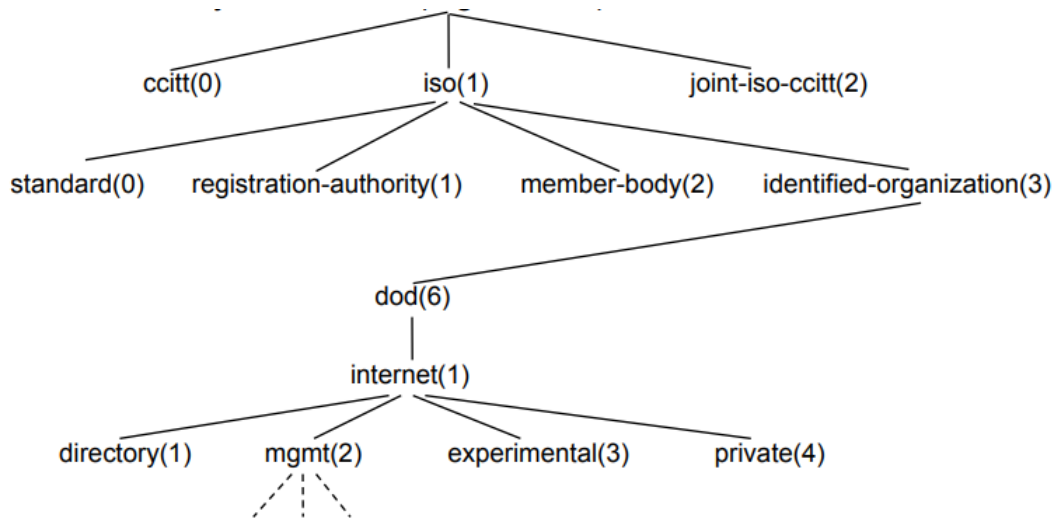 ccitt(0) iso(1) joint-iso-ccitt(2)
standard(0) registration-authority(1) member-body(2) identified-organization(3)
dod(6)
internet(1)
directory(1) mgmt(2) experimental(3) private(4)